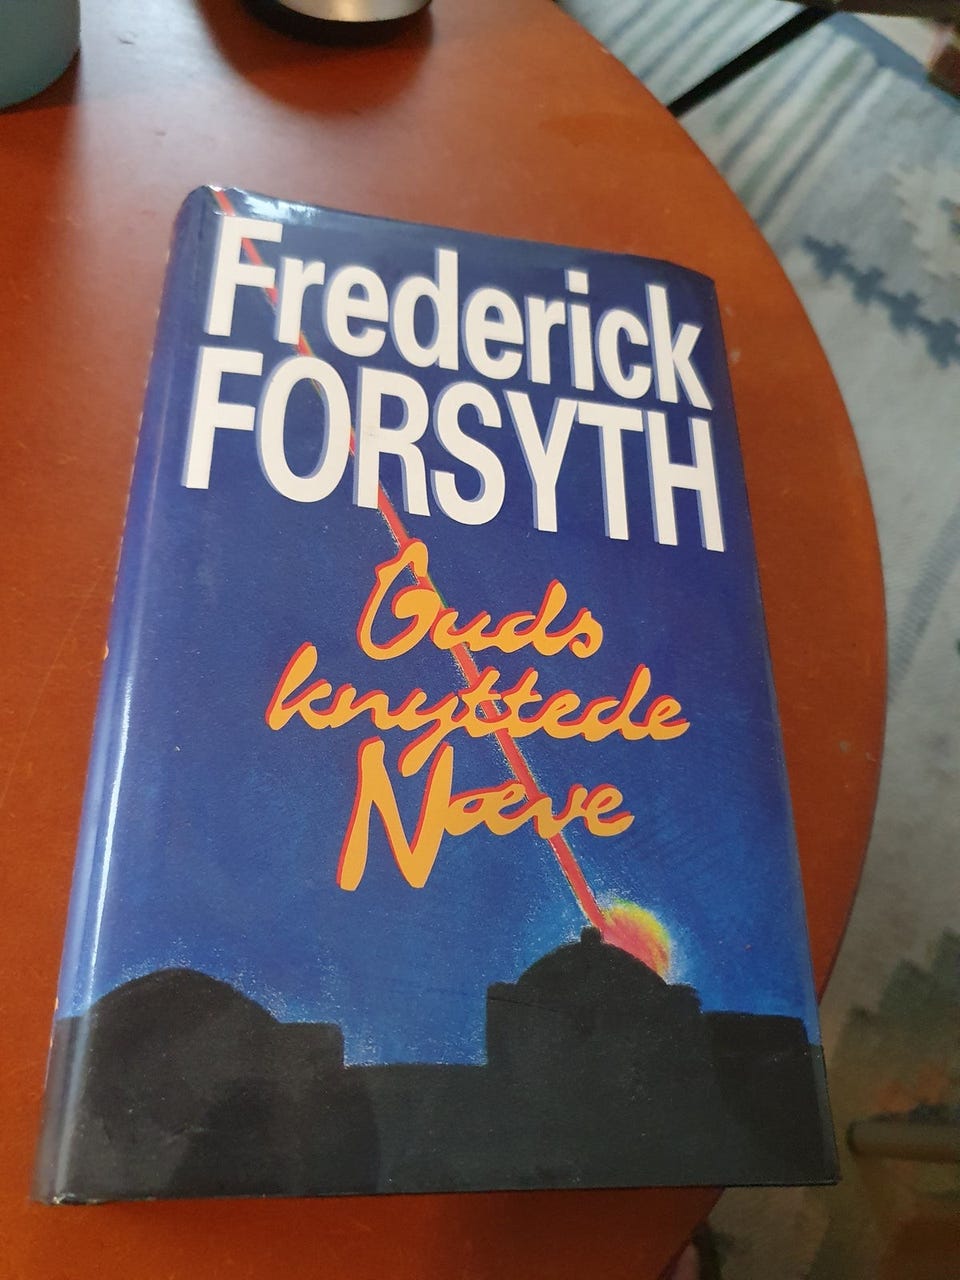 Frederick
FORSYTH
Guds
knyttede
Næve